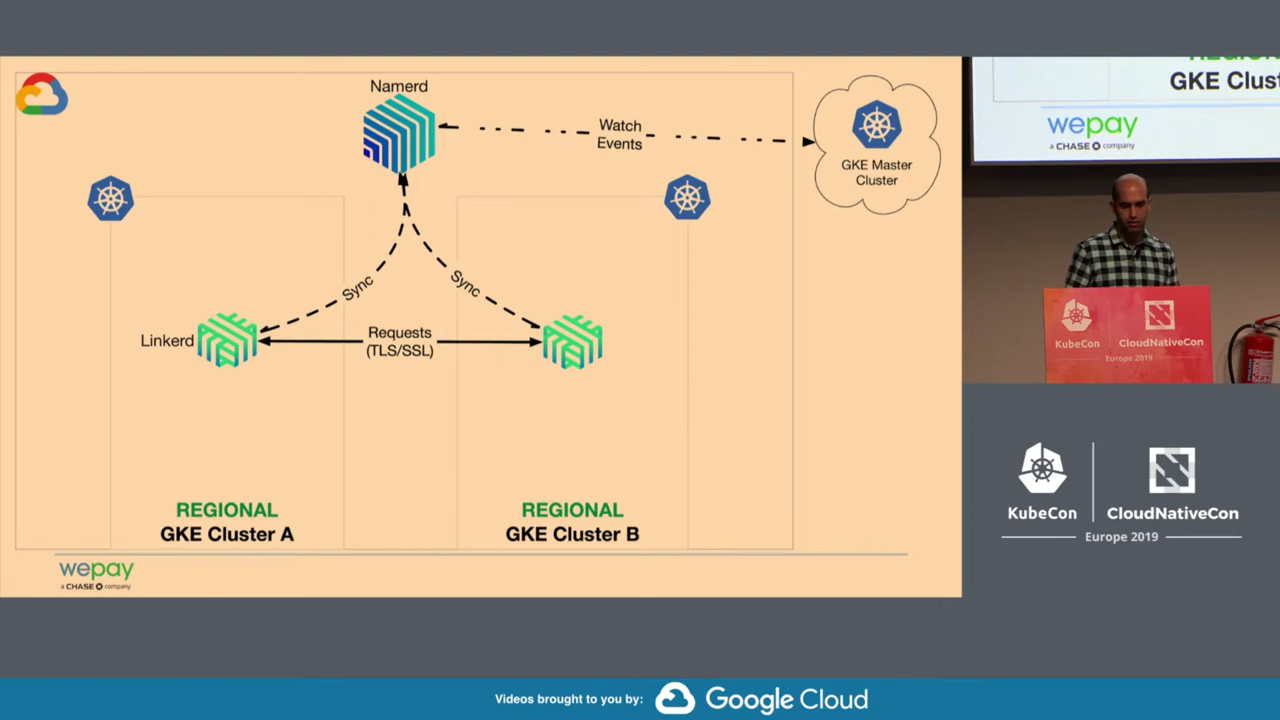 Namerd
Watch
Events
GKE Master
Cluster
Sync
Sync
Linkerd
Requests
(TLS/SSL)
REGIONAL
GKE Cluster A
REGIONAL
GKE Cluster B
wepay
a CHASE company
GKE Clust
wepay
a CHASE company
KubeCon
CloudNativeCon
Europe 2019
KubeCon
CloudNativeCon
Europe 2019
Videos brought to you by:
Google Cloud